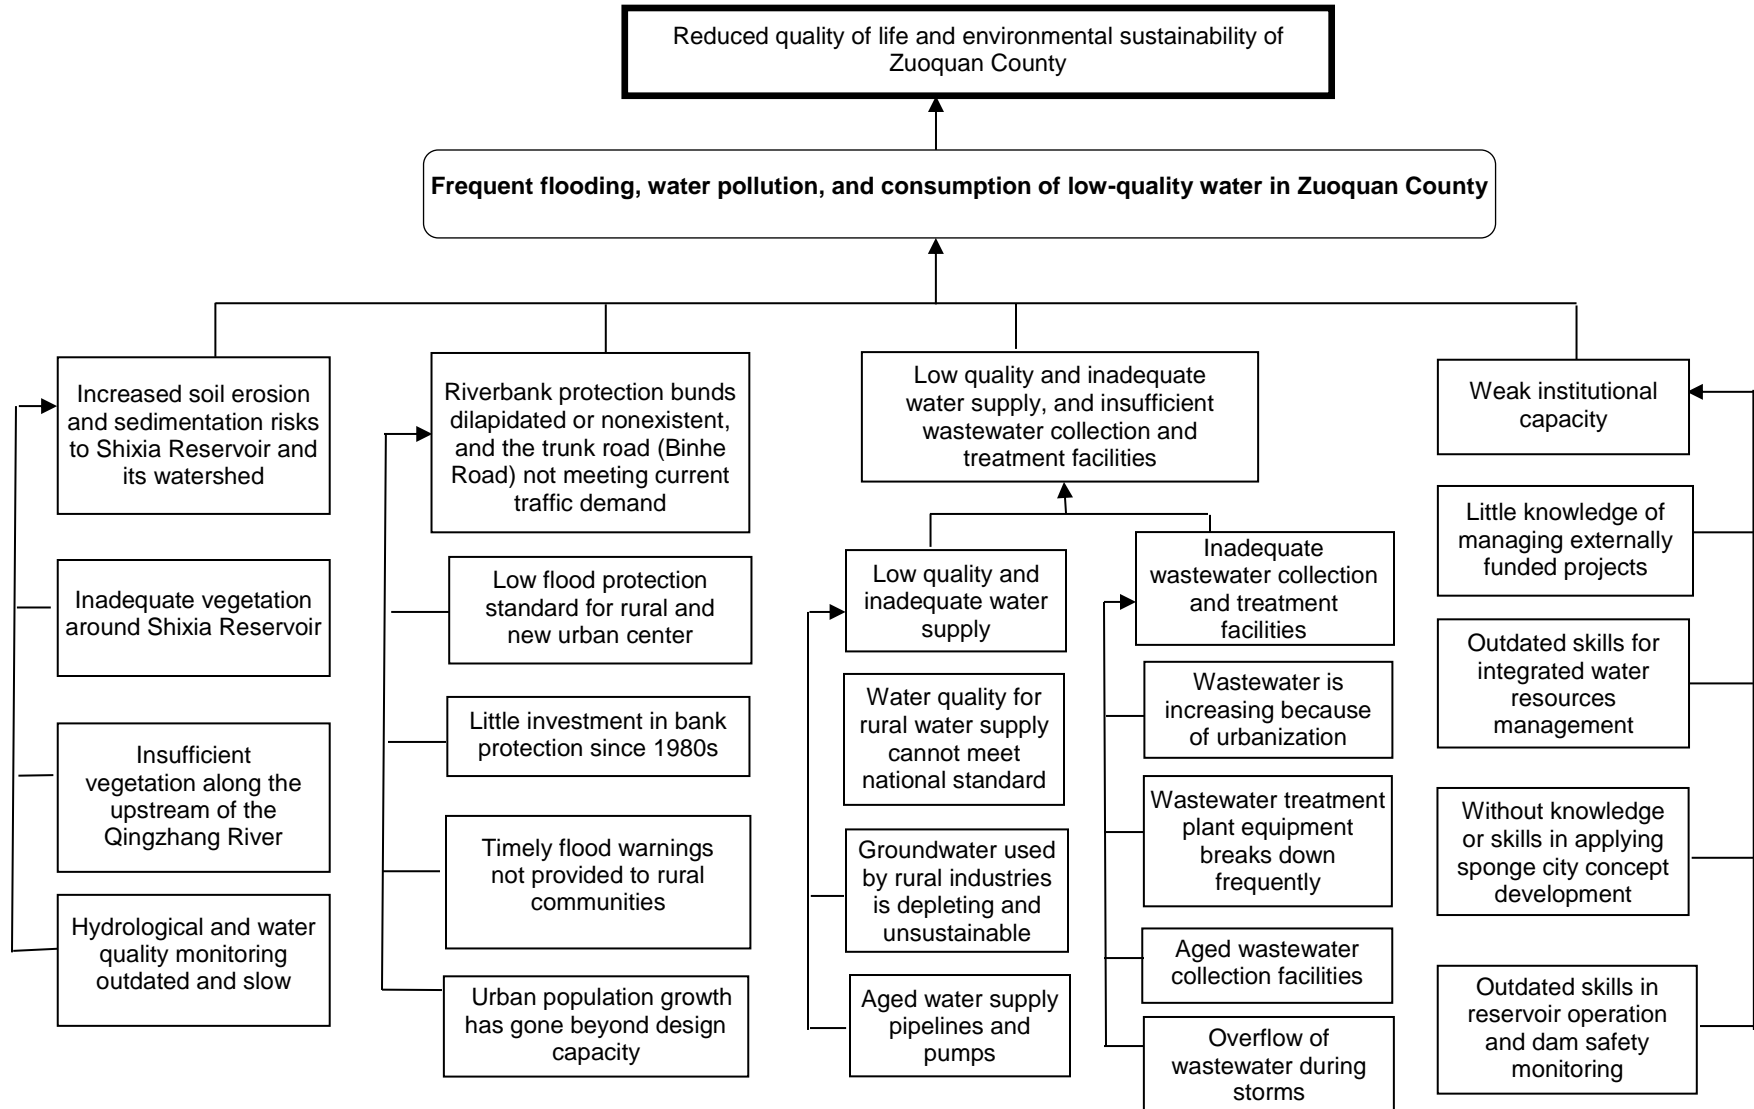 Reduced quality of life and environmental sustainability of
Zuoquan County
Frequent flooding, water pollution, and consumption of low-quality water in Zuoquan County
Increased soil erosion
and sedimentation risks
to Shixia Reservoir and
its watershed
Inadequate vegetation
around Shixia Reservoir
Insufficient
vegetation along the
upstream of the
Qingzhang River
Hydrological and water
quality monitoring
outdated and slow
Riverbank protection bunds
dilapidated or nonexistent,
and the trunk road (Binhe
Road) not meeting current
traffic demand
Low flood protection
standard for rural and
new urban center
Little investment in bank
protection since 1980s
Timely flood warnings
not provided to rural
communities
Urban population growth
has gone beyond design
capacity
Low quality and inadequate
water supply, and insufficient
wastewater collection and
treatment facilities
Low quality and
inadequate water
supply
Water quality for
rural water supply
cannot meet
national standard
Groundwater used
by rural industries
is depleting and
unsustainable
Aged water supply
pipelines and
pumps
Inadequate
wastewater collection
and treatment
facilities
Wastewater is
increasing because
of urbanization
Wastewater treatment
plant equipment
breaks down
frequently
Aged wastewater
collection facilities
Overflow of
wastewater during
storms
Weak institutional
capacity
Little knowledge of
managing externally
funded projects
Outdated skills for
integrated water
resources
management
Without knowledge
or skills in applying
sponge city concept
development
Outdated skills in
reservoir operation
and dam safety
monitoring